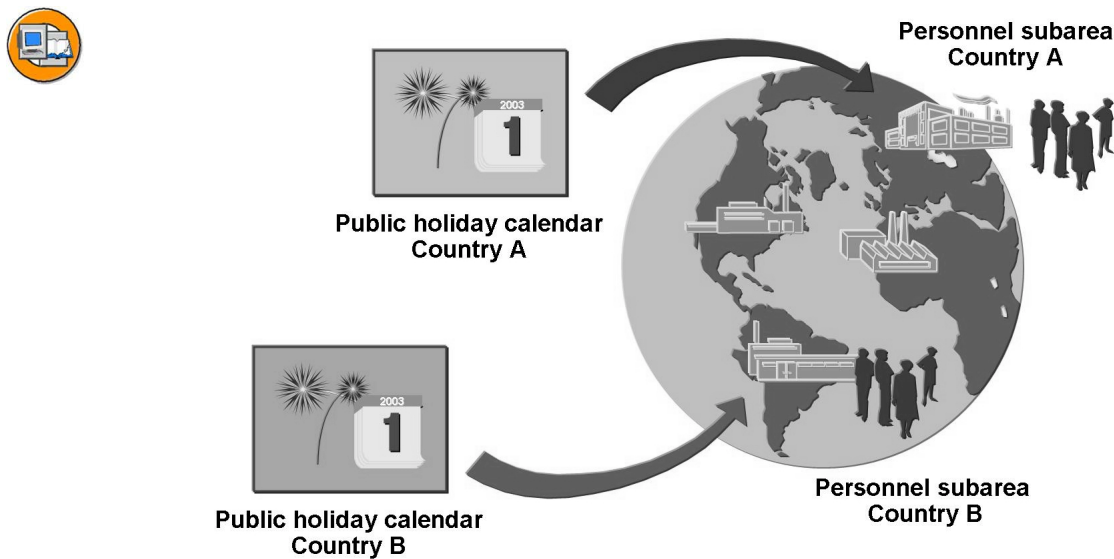 Personnel subarea
Country A
2003
1
Public holiday calendar
Country A
2003
1
Personnel subarea
Country B
Public holiday calendar
Country B